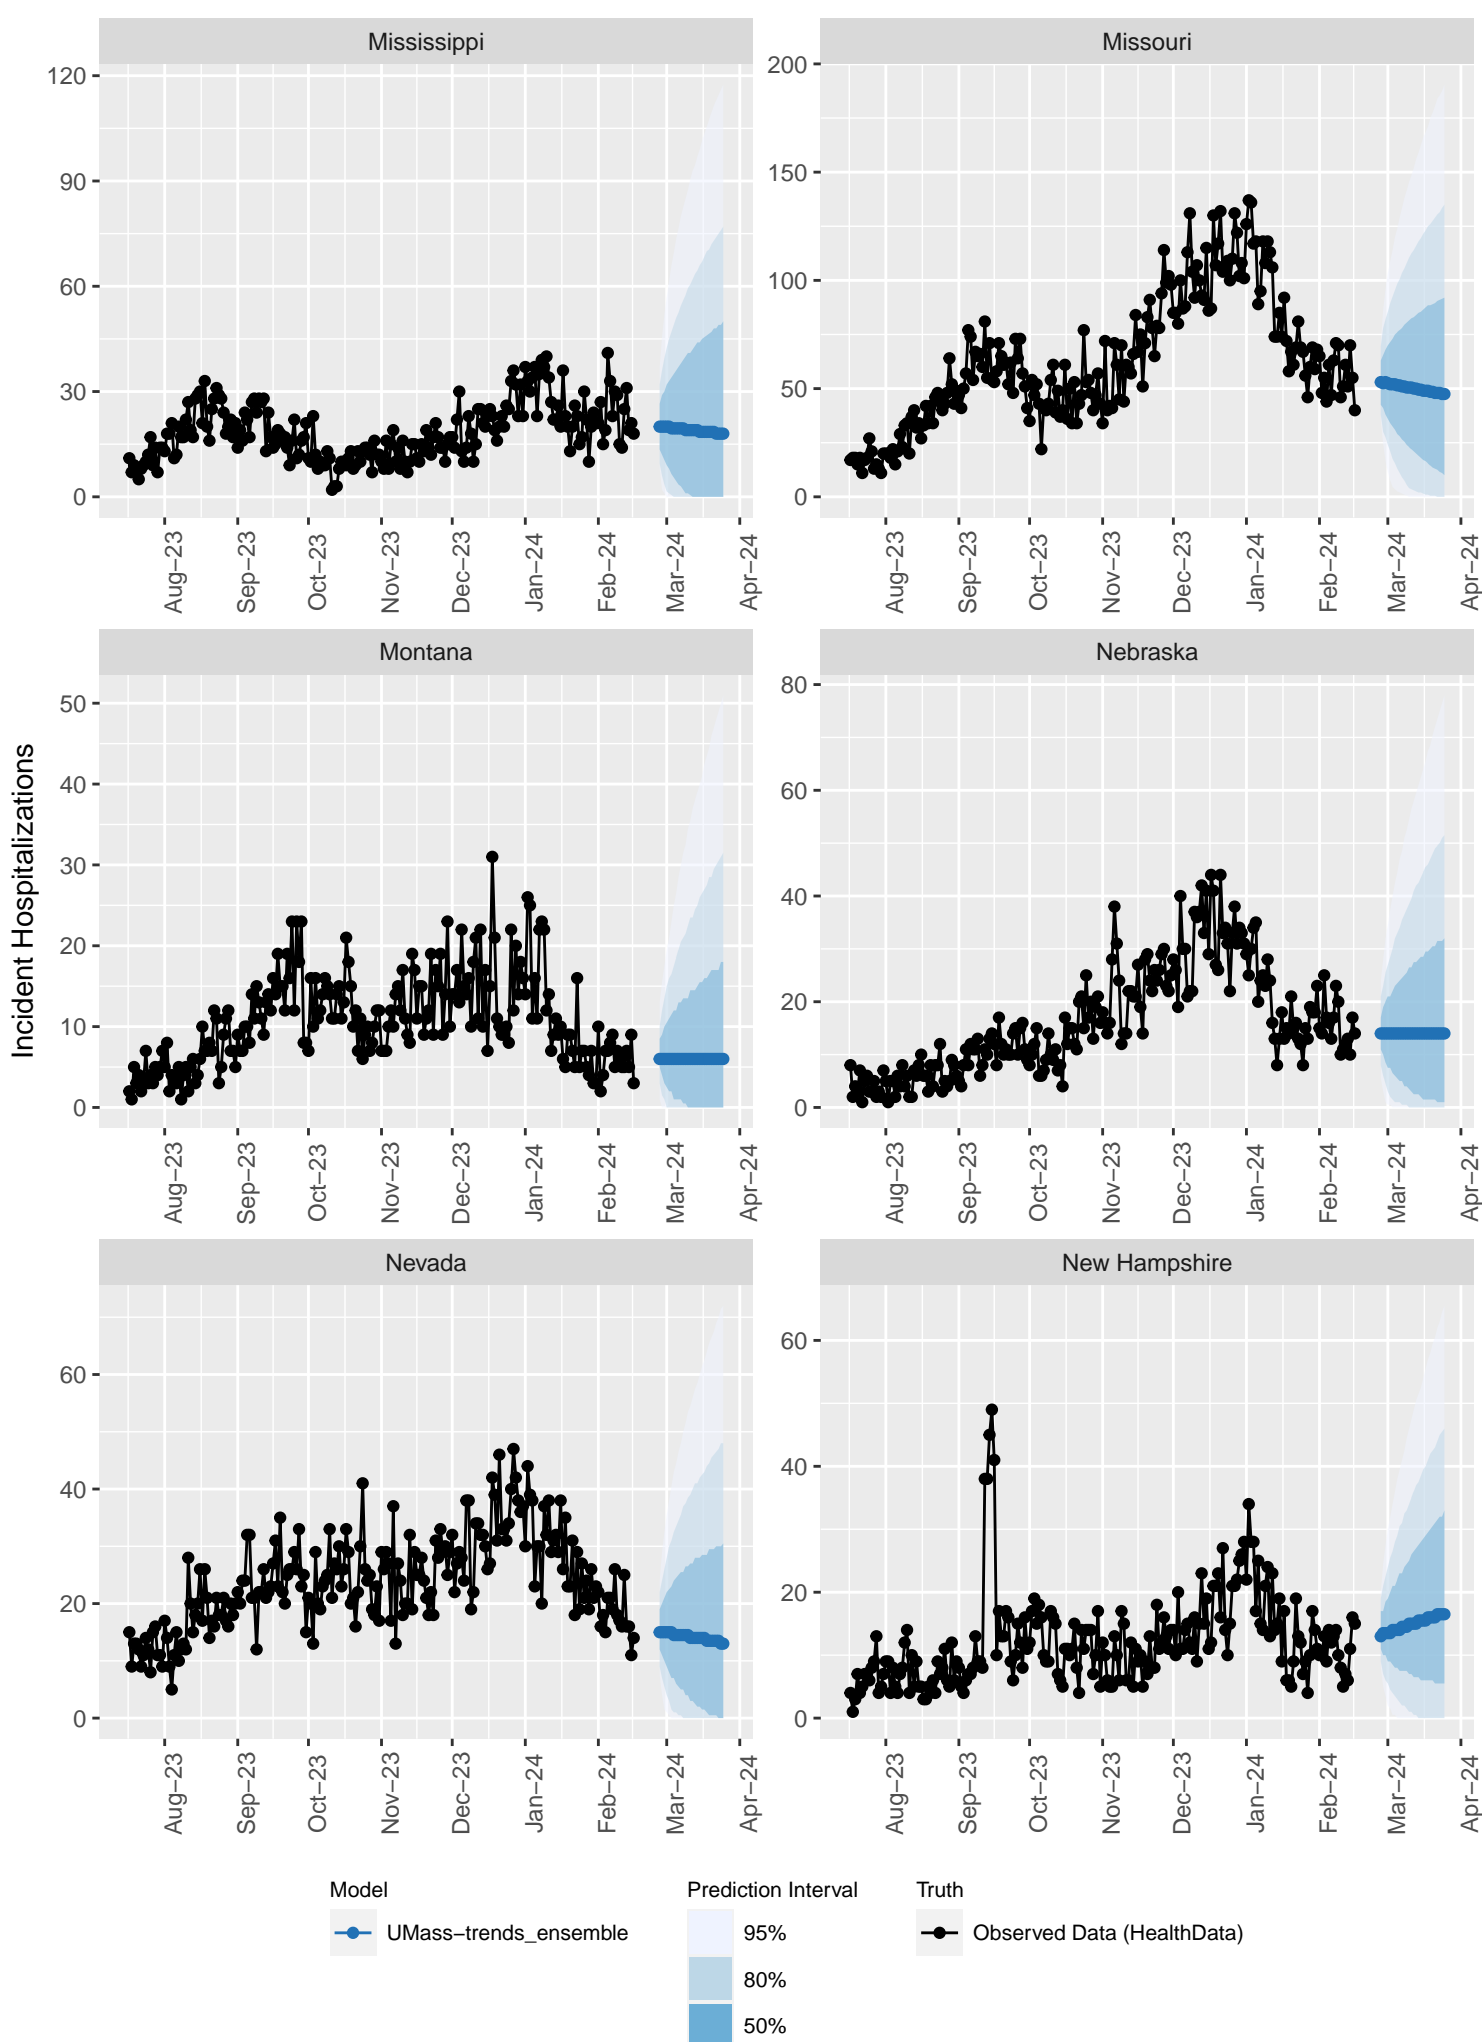 Mississippi
Missouri
120
90
60
30
0
200
150
100
50
0
Aug−23
Sep−23
Oct−23
Nov−23
Dec−23
Jan−24
Feb−24
Mar−24
Apr−24
Aug−23
Sep−23
Oct−23
Nov−23
Dec−23
Jan−24
Feb−24
Mar−24
Apr−24
Incident Hospitalizations
Montana
Nebraska
50
40
30
20
10
0
80
60
40
20
0
Aug−23
Sep−23
Oct−23
Nov−23
Dec−23
Jan−24
Feb−24
Mar−24
Apr−24
Aug−23
Sep−23
Oct−23
Nov−23
Dec−23
Jan−24
Feb−24
Mar−24
Apr−24
Nevada
New Hampshire
60
40
20
0
60
40
20
0
Aug−23
Sep−23
Oct−23
Nov−23
Dec−23
Jan−24
Feb−24
Mar−24
Apr−24
Aug−23
Sep−23
Oct−23
Nov−23
Dec−23
Jan−24
Feb−24
Mar−24
Apr−24
Model
UMass−trends_ensemble
Prediction Interval
95%
80%
50%
Truth
Observed Data (HealthData)